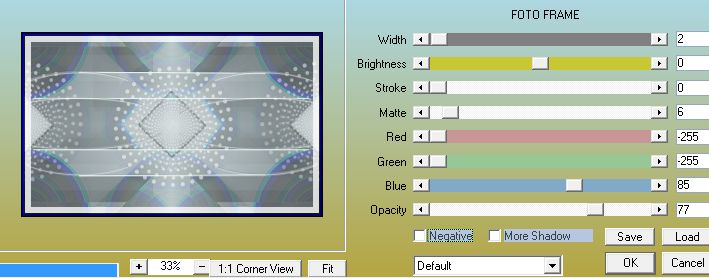 FOTO FRAME
Width 2
Brightness 0
Stroke 0
Matte 6
Red -255
Green -255
Blue 85
Opacity 77
Negative More Shadow Save Load
+ 33% − 1:1 Corner View Fit Default OK Cancel